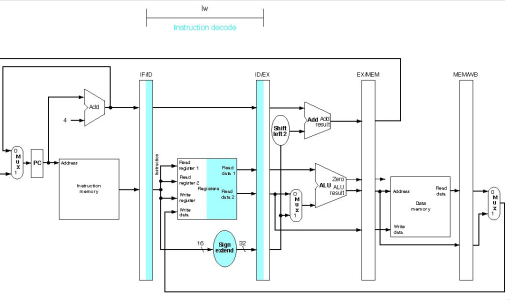 lw
Instruction decode
IF/ID
ID/EX
EX/MEM
MEM/WB
Add
4
Shift
left 2
Add Add
result
0
M
u
x
1
PC
Address
Instruction
memory
Instruction
Read
register 1
Read
register 2
Registers
Write
register
Write
data
Read
data 1
Read
data 2
0
M
u
x
1
Zero
ALU ALU
result
Address
Read
data
Data
memory
Write
data
0
M
u
x
1
16
Sign
extend
32